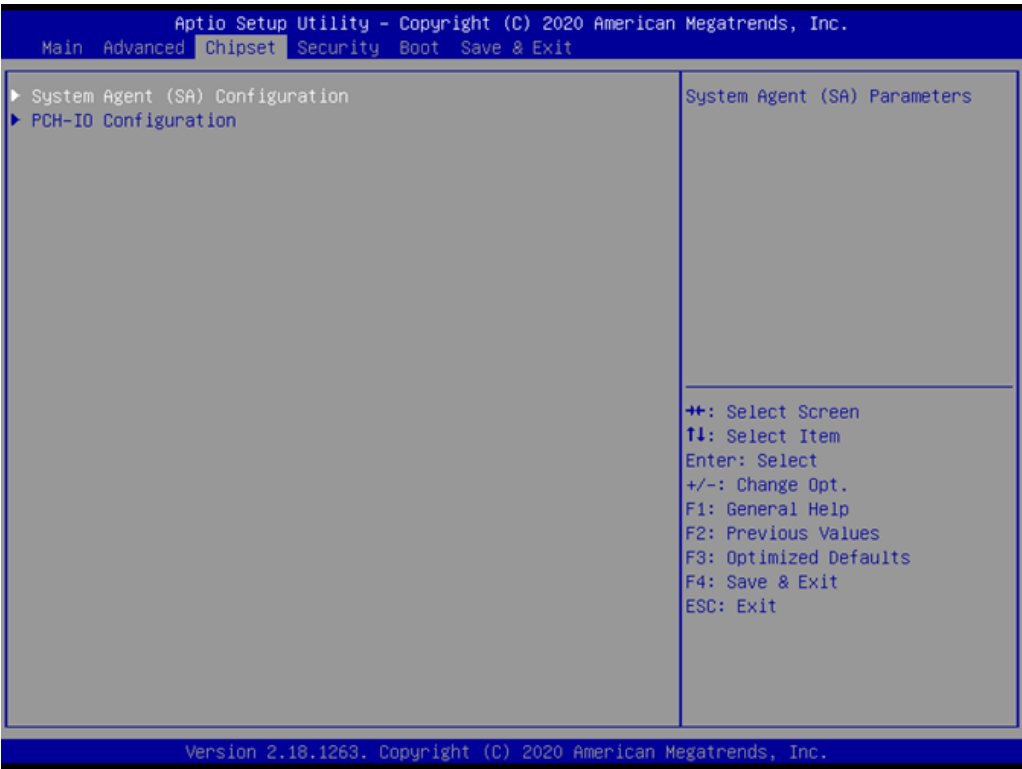 Aptio Setup Utility - Copyright (C) 2020 American Megatrends, Inc.
Main Advanced Chipset Security Boot Save & Exit
System Agent (SA) Configuration
PCH-IO Configuration
System Agent (SA) Parameters
→←: Select Screen
↑↓: Select Item
Enter: Select
+/-: Change Opt.
F1: General Help
F2: Previous Values
F3: Optimized Defaults
F4: Save & Exit
ESC: Exit
Version 2.18.1263. Copyright (C) 2020 American Megatrends, Inc.